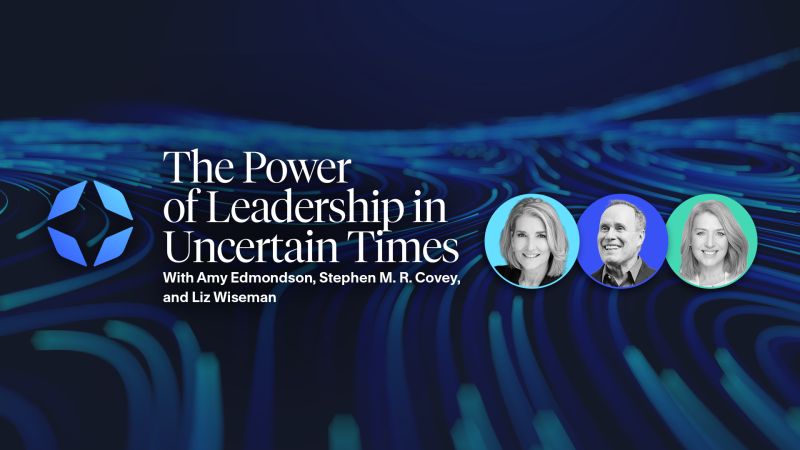 The Power
of Leadership in
Uncertain Times
With Amy Edmondson, Stephen M. R. Covey,
and Liz Wiseman